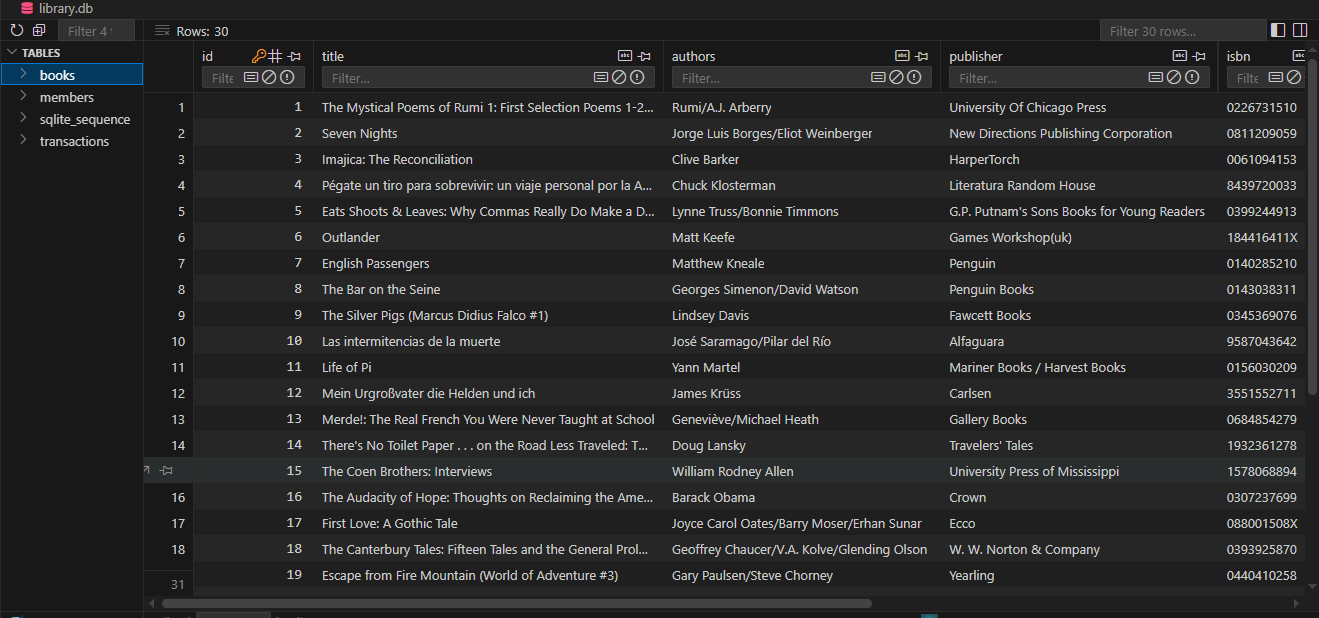 library.db
Filter 4 Rows: 30 Filter 30 rows...
TABLES
books
members
sqlite_sequence
transactions
id title authors publisher isbn
Filte Filter... Filter... Filter... Filte
1 1 The Mystical Poems of Rumi 1: First Selection Poems 1-2... Rumi/A.J. Arberry University Of Chicago Press 0226731510
2 2 Seven Nights Jorge Luis Borges/Eliot Weinberger New Directions Publishing Corporation 0811209059
3 3 Imajica: The Reconciliation Clive Barker HarperTorch 0061094153
4 4 Pégate un tiro para sobrevivir: un viaje personal por la A... Chuck Klosterman Literatura Random House 8439720033
5 5 Eats Shoots & Leaves: Why Commas Really Do Make a D... Lynne Truss/Bonnie Timmons G.P. Putnam's Sons Books for Young Readers 0399244913
6 6 Outlander Matt Keefe Games Workshop(uk) 184416411X
7 7 English Passengers Matthew Kneale Penguin 0140285210
8 8 The Bar on the Seine Georges Simenon/David Watson Penguin Books 0143038311
9 9 The Silver Pigs (Marcus Didius Falco #1) Lindsey Davis Fawcett Books 0345369076
10 10 Las intermitencias de la muerte José Saramago/Pilar del Río Alfaguara 9587043642
11 11 Life of Pi Yann Martel Mariner Books / Harvest Books 0156030209
12 12 Mein Urgroßvater die Helden und ich James Krüss Carlsen 3551552711
13 13 Merde!: The Real French You Were Never Taught at School Geneviève/Michael Heath Gallery Books 0684854279
14 14 There's No Toilet Paper . . . on the Road Less Traveled: T... Doug Lansky Travelers' Tales 1932361278
15 The Coen Brothers: Interviews William Rodney Allen University Press of Mississippi 1578068894
16 16 The Audacity of Hope: Thoughts on Reclaiming the Ame... Barack Obama Crown 0307237699
17 17 First Love: A Gothic Tale Joyce Carol Oates/Barry Moser/Erhan Sunar Ecco 088001508X
18 18 The Canterbury Tales: Fifteen Tales and the General Prol... Geoffrey Chaucer/V.A. Kolve/Glending Olson W. W. Norton & Company 0393925870
19 Escape from Fire Mountain (World of Adventure #3) Gary Paulsen/Steve Chorney Yearling 0440410258
31